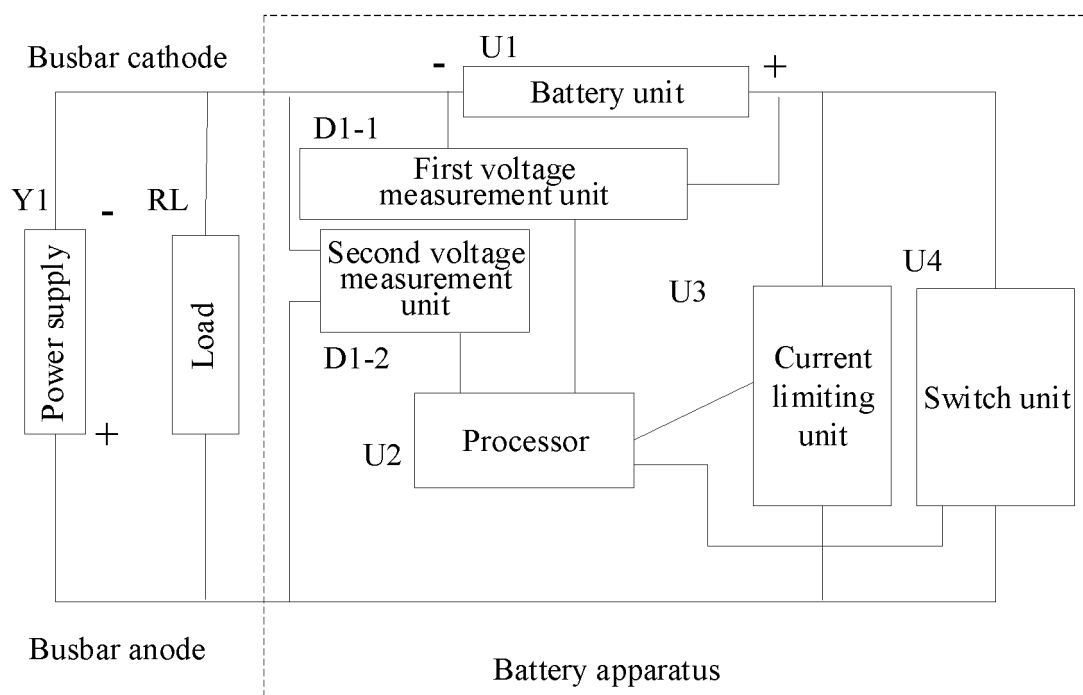 Busbar cathode
U1
-
+
Battery unit
D1-1
First voltage
measurement unit
Y1
-
RL
Second voltage
measurement
unit
U3
U4
Power supply
Load
D1-2
Current
limiting
unit
Switch unit
+
U2
Processor
Busbar anode
Battery apparatus